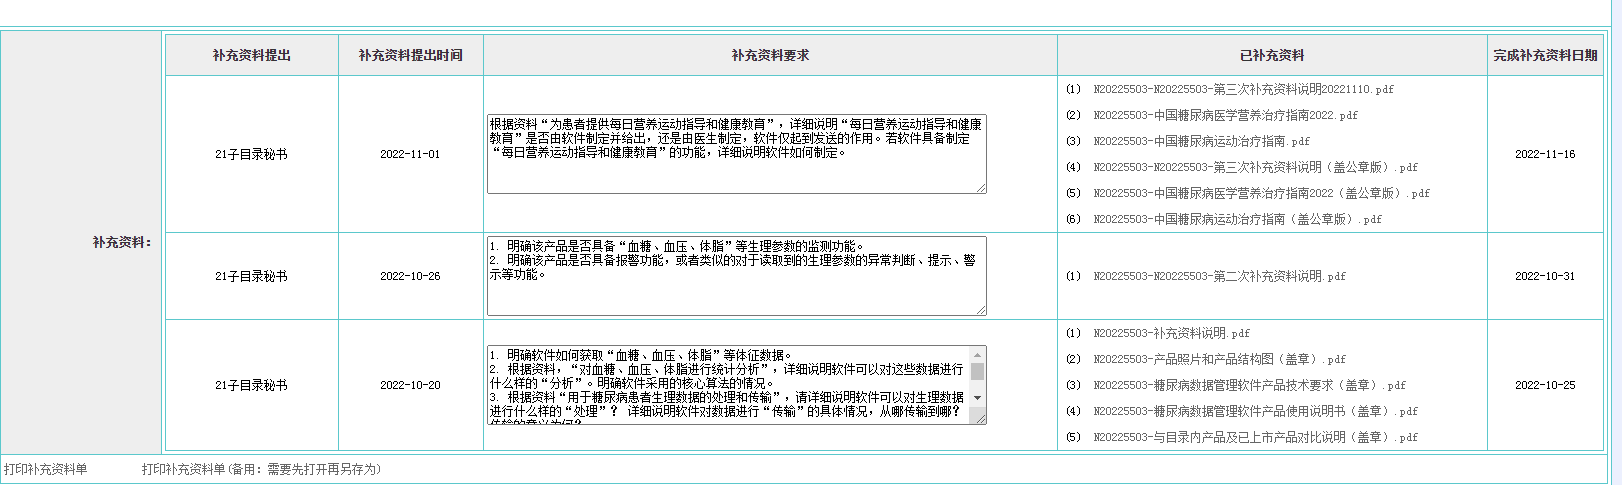 补充资料提出 补充资料提出时间 补充资料要求 已补充资料 完成补充资料日期
补充资料：
21子目录秘书
2022-11-01
根据资料“为患者提供每日营养运动指导和健康教育”，详细说明“每日营养运动指导和健康
教育”是否由软件制定并给出，还是由医生制定，软件仅起到发送的作用。若软件具备制定
“每日营养运动指导和健康教育”的功能，详细说明软件如何制定。
(1) N20225503-N20225503-第三次补充资料说明20221110.pdf
(2) N20225503-中国糖尿病医学营养治疗指南2022.pdf
(3) N20225503-中国糖尿病运动治疗指南.pdf
(4) N20225503-N20225503-第三次补充资料说明（盖公章版）.pdf
(5) N20225503-中国糖尿病医学营养治疗指南2022（盖公章版）.pdf
(6) N20225503-中国糖尿病运动治疗指南（盖公章版）.pdf
2022-11-16
21子目录秘书
2022-10-26
1. 明确该产品是否具备“血糖、血压、体脂”等生理参数的监测功能。
2. 明确该产品是否具备报警功能，或者类似的对于读取到的生理参数的异常判断、提示、警
示等功能。
(1) N20225503-N20225503-第二次补充资料说明.pdf
2022-10-31
21子目录秘书
2022-10-20
1. 明确软件如何获取“血糖、血压、体脂”等体征数据。
2. 根据资料，“对血糖、血压、体脂进行统计分析”，详细说明软件可以对这些数据进行
什么样的“分析”。明确软件采用的核心算法的情况。
3. 根据资料“用于糖尿病患者生理数据的处理和传输”，请详细说明软件可以对生理数据
进行什么样的“处理”？ 详细说明软件对数据进行“传输”的具体情况，从哪传输到哪？
传输的意义为何？
(1) N20225503-补充资料说明.pdf
(2) N20225503-产品照片和产品结构图（盖章）.pdf
(3) N20225503-糖尿病数据管理软件产品技术要求（盖章）.pdf
(4) N20225503-糖尿病数据管理软件产品使用说明书（盖章）.pdf
(5) N20225503-与目录内产品及已上市产品对比说明（盖章）.pdf
2022-10-25
打印补充资料单 打印补充资料单(备用：需要先打开再另存为)